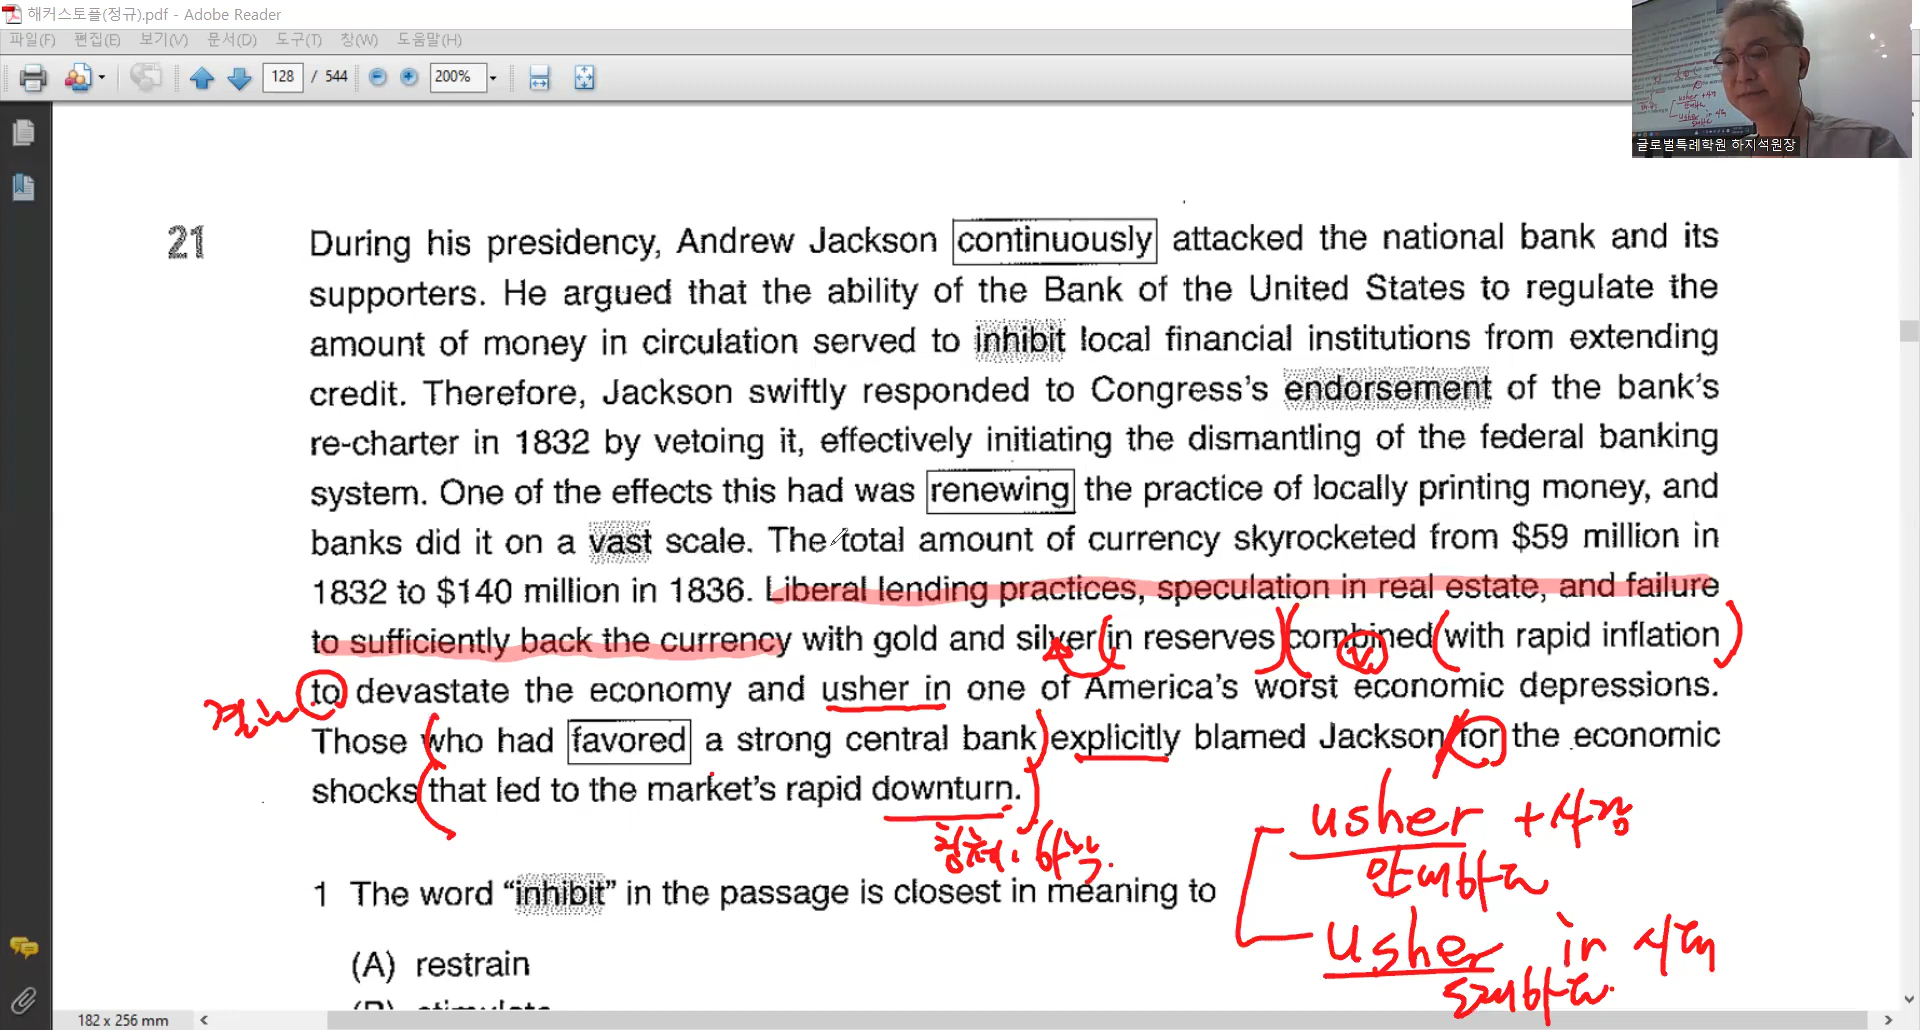 해커스토플(정규).pdf - Adobe Reader
파일(F) 편집(E) 보기(V) 문서(D) 도구(T) 창(W) 도움말(H)
128 / 544 200%
글로벌특례학원 하지석원장
21
During his presidency, Andrew Jackson continuously attacked the national bank and its
supporters. He argued that the ability of the Bank of the United States to regulate the
amount of money in circulation served to inhibit local financial institutions from extending
credit. Therefore, Jackson swiftly responded to Congress's endorsement of the bank's
re-charter in 1832 by vetoing it, effectively initiating the dismantling of the federal banking
system. One of the effects this had was renewing the practice of locally printing money, and
banks did it on a vast scale. The total amount of currency skyrocketed from $59 million in
1832 to $140 million in 1836. Liberal lending practices, speculation in real estate, and failure
to sufficiently back the currency with gold and silver in reserves combined with rapid inflation
V
결과
to devastate the economy and usher in one of America's worst economic depressions.
Those who had favored a strong central bank explicitly blamed Jackson for the economic
shocks that led to the market's rapid downturn.
침체, 하락.
usher + 사람
안내하다
usher in 시대
도래하다.
1 The word “inhibit” in the passage is closest in meaning to
(A) restrain
182 x 256 mm